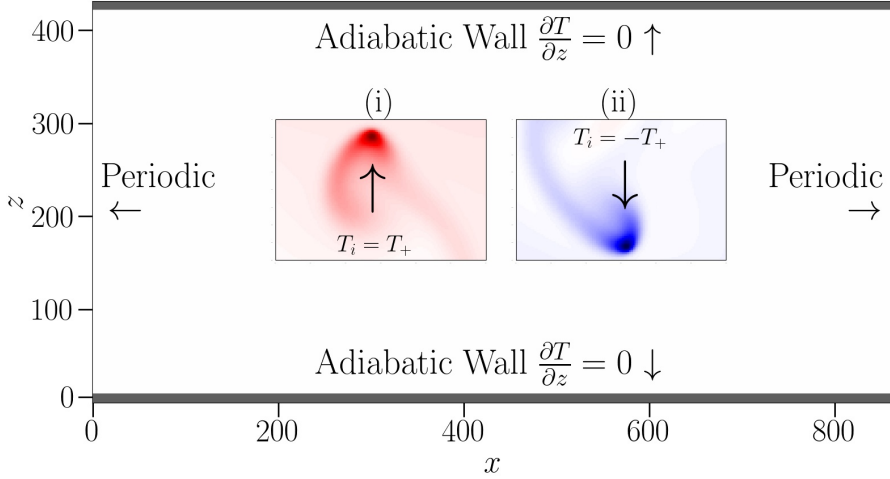 400
Adiabatic Wall ∂T/∂z = 0 ↑
(i)
(ii)
300
T_i = T_+
T_i = −T_+
Periodic
←
Periodic
→
z
200
100
Adiabatic Wall ∂T/∂z = 0 ↓
0
0
200
400
600
800
x